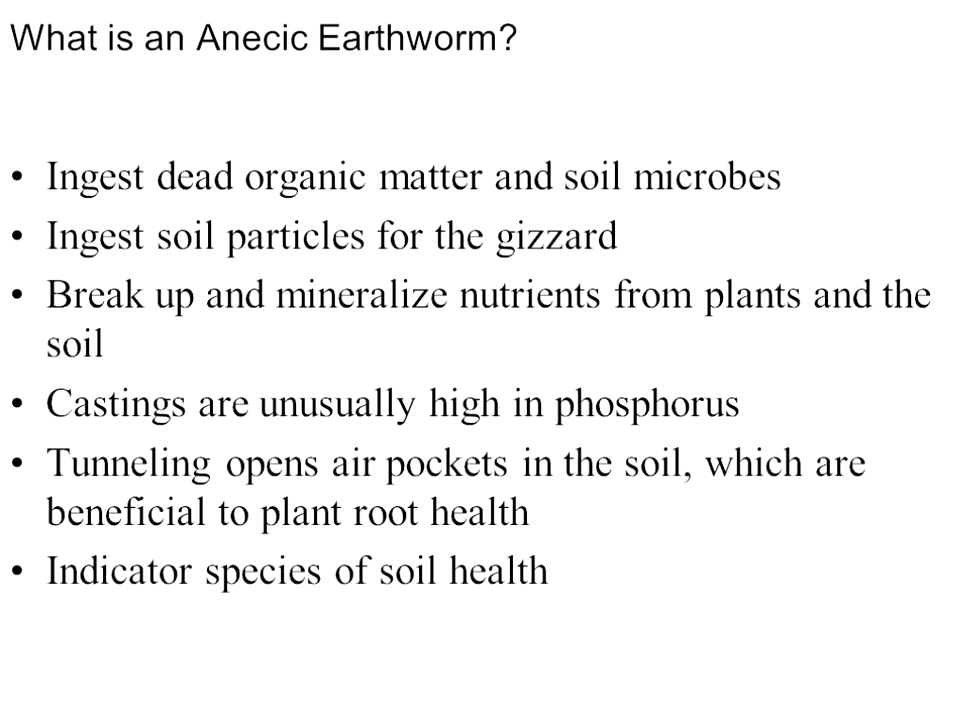 What is an Anecic Earthworm?
• Ingest dead organic matter and soil microbes
• Ingest soil particles for the gizzard
• Break up and mineralize nutrients from plants and the
soil
• Castings are unusually high in phosphorus
• Tunneling opens air pockets in the soil, which are
beneficial to plant root health
• Indicator species of soil health